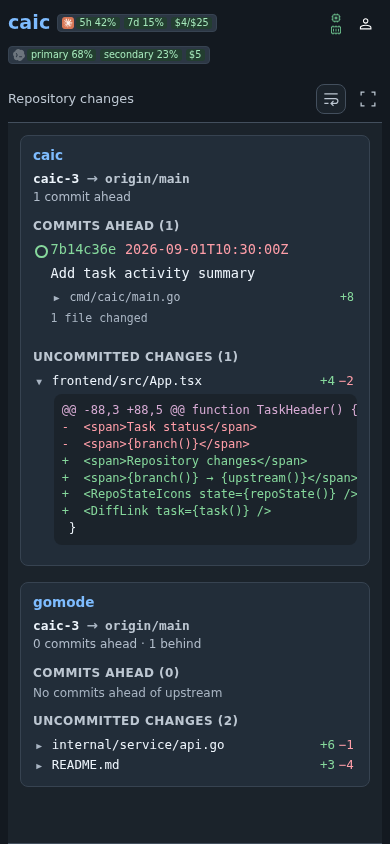 caic 5h 42% 7d 15% $4/$25
primary 68% secondary 23% $5
Repository changes
caic
caic-3 → origin/main
1 commit ahead
COMMITS AHEAD (1)
7b14c36e 2026-09-01T10:30:00Z
Add task activity summary
▸ cmd/caic/main.go +8
1 file changed
UNCOMMITTED CHANGES (1)
▾ frontend/src/App.tsx +4 −2
@@ -88,3 +88,5 @@ function TaskHeader() {
-  <span>Task status</span>
-  <span>{branch()}</span>
+  <span>Repository changes</span>
+  <span>{branch()} → {upstream()}</span>
+  <RepoStateIcons state={repoState()} />
+  <DiffLink task={task()} />
}
gomode
caic-3 → origin/main
0 commits ahead · 1 behind
COMMITS AHEAD (0)
No commits ahead of upstream
UNCOMMITTED CHANGES (2)
▸ internal/service/api.go +6 −1
▸ README.md +3 −4